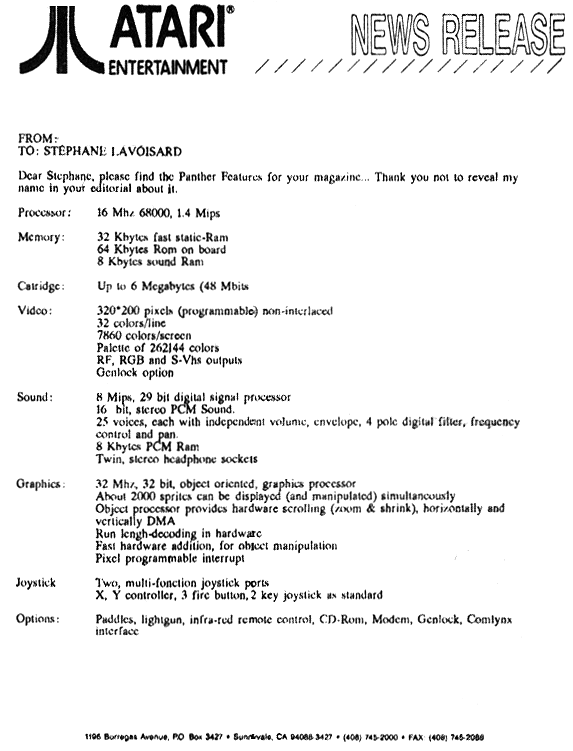 ATARI®
ENTERTAINMENT
NEWS RELEASE
FROM:
TO: STEPHANE LAVOISARD
Dear Stephane, please find the Panther Features for your magazine... Thank you not to reveal my
name in your editorial about it.
Processor: 16 Mhz 68000, 1.4 Mips
Memory: 32 Kbytes fast static-Ram
64 Kbytes Rom on board
8 Kbytes sound Ram
Catridge: Up to 6 Megabytes (48 Mbits
Video: 320*200 pixels (programmable) non-interlaced
32 colors/line
7860 colors/screen
Palette of 262144 colors
RF, RGB and S-Vhs outputs
Genlock option
Sound: 8 Mips, 29 bit digital signal processor
16 bit, stereo PCM Sound.
25 voices, each with independent volume, envelope, 4 pole digital filter, frequency
control and pan.
8 Kbytes PCM Ram
Twin, stereo headphone sockets
Graphics: 32 Mhz, 32 bit, object oriented, graphics processor
About 2000 sprites can be displayed (and manipulated) simultaneously
Object processor provides hardware scrolling (zoom & shrink), horizontally and
vertically DMA
Run lengh-decoding in hardware
Fast hardware addition, for object manipulation
Pixel programmable interrupt
Joystick Two, multi-fonction joystick ports
X, Y controller, 3 fire button, 2 key joystick as standard
Options: Paddles, lightgun, infra-red remote control, CD-Rom, Modem, Genlock, Comlynx
interface
1196 Borregas Avenue, P.O. Box 3427 • Sunnyvale, CA 94088-3427 • (408) 745-2000 • FAX: (408) 745-2088